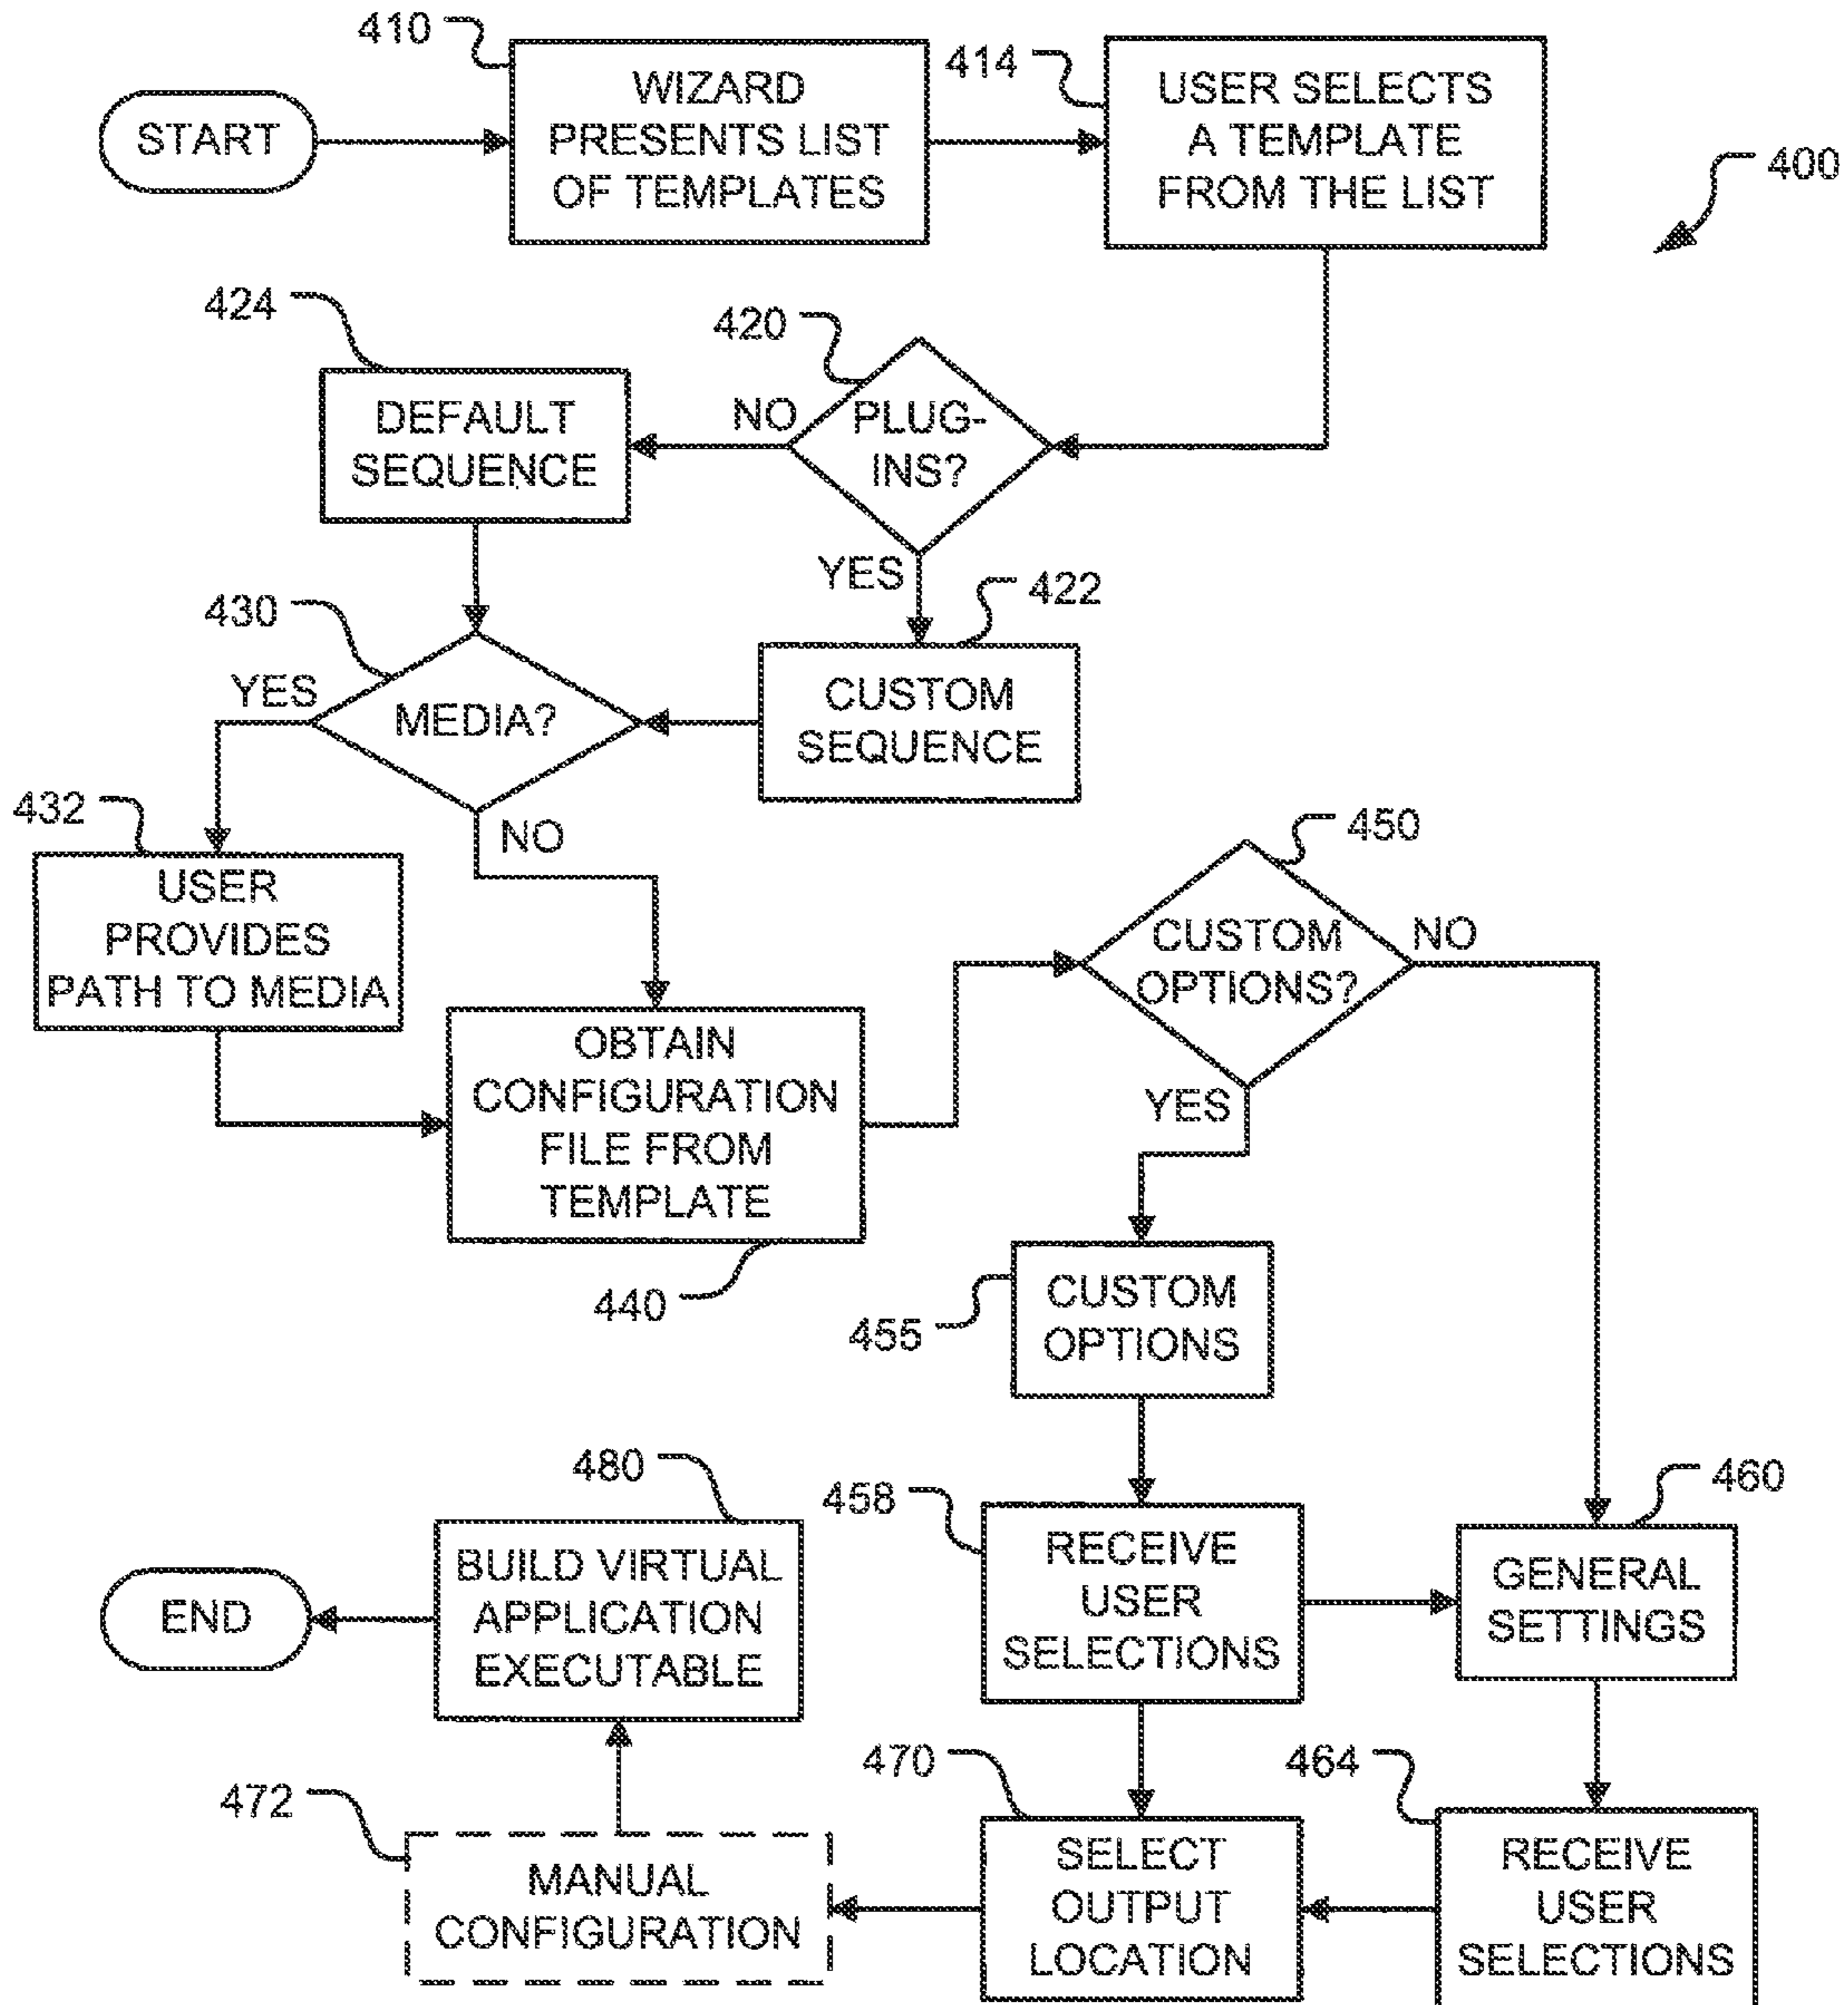 410
START
WIZARD
PRESENTS LIST
OF TEMPLATES
414
USER SELECTS
A TEMPLATE
FROM THE LIST
400
424
DEFAULT
SEQUENCE
420
NO
PLUG-
INS?
YES
422
CUSTOM
SEQUENCE
430
YES
MEDIA?
NO
432
USER
PROVIDES
PATH TO MEDIA
OBTAIN
CONFIGURATION
FILE FROM
TEMPLATE
440
450
CUSTOM
OPTIONS?
NO
YES
455
CUSTOM
OPTIONS
458
RECEIVE
USER
SELECTIONS
460
GENERAL
SETTINGS
464
RECEIVE
USER
SELECTIONS
470
SELECT
OUTPUT
LOCATION
472
MANUAL
CONFIGURATION
480
BUILD VIRTUAL
APPLICATION
EXECUTABLE
END